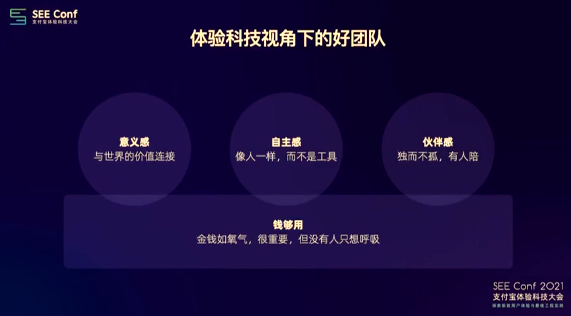 SEE Conf
支付宝体验科技大会
体验科技视角下的好团队
意义感
与世界的价值连接
自主感
像人一样，而不是工具
伙伴感
独而不孤，有人陪
钱够用
金钱如氧气，很重要，但没有人只想呼吸
SEE Conf 2021
支付宝体验科技大会